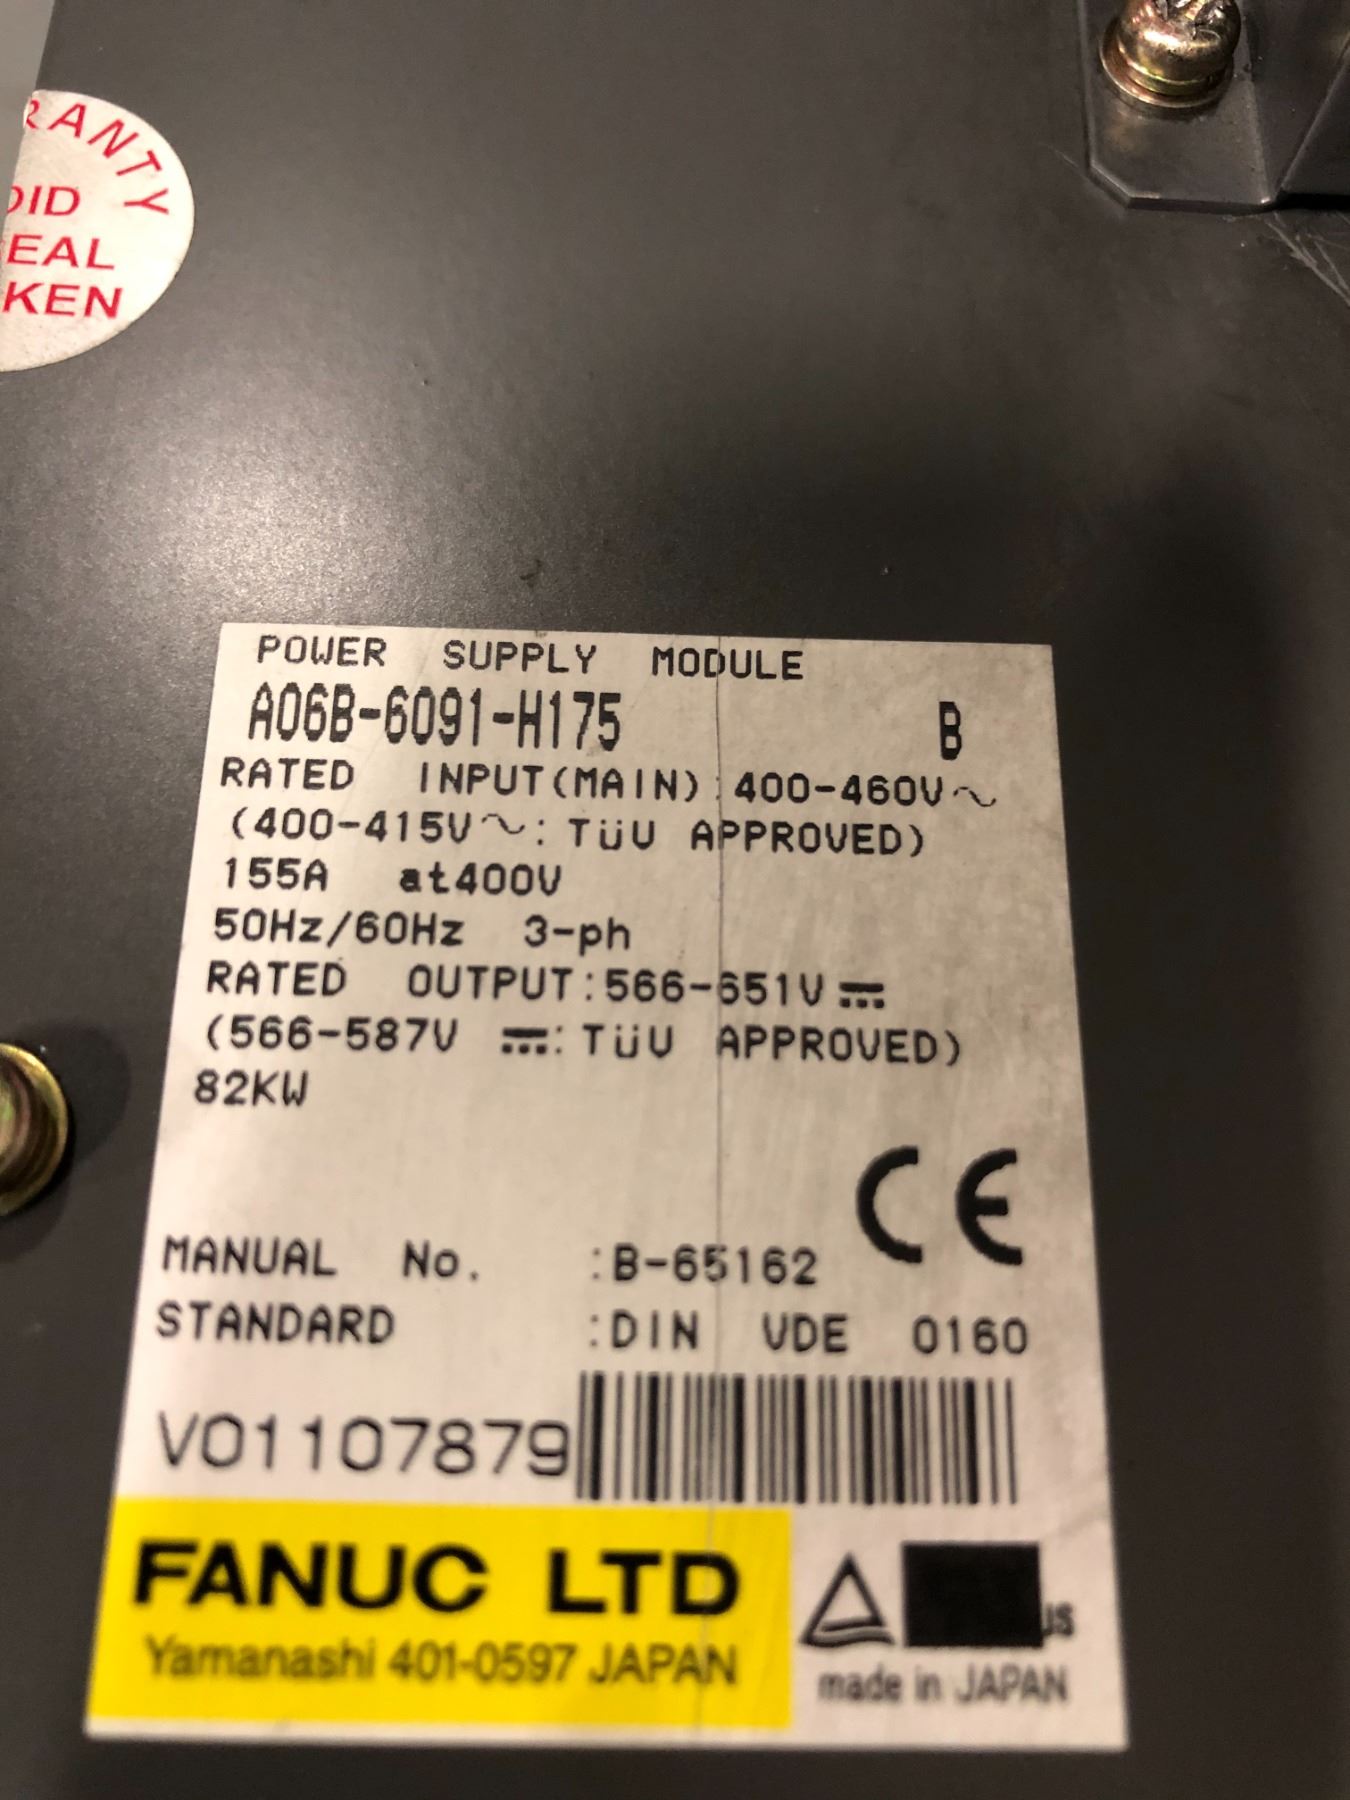 RANTY
OID
EAL
KEN
POWER SUPPLY MODULE
A06B-6091-H175 B
RATED INPUT(MAIN):400-460V~
(400-415V~: TüV APPROVED)
155A at400V
50Hz/60Hz 3-ph
RATED OUTPUT:566-651V⎓
(566-587V ⎓: TüV APPROVED)
82KW
CE
MANUAL No. :B-65162
STANDARD :DIN VDE 0160
V01107879
FANUC LTD
Yamanashi 401-0597 JAPAN
US
made in JAPAN